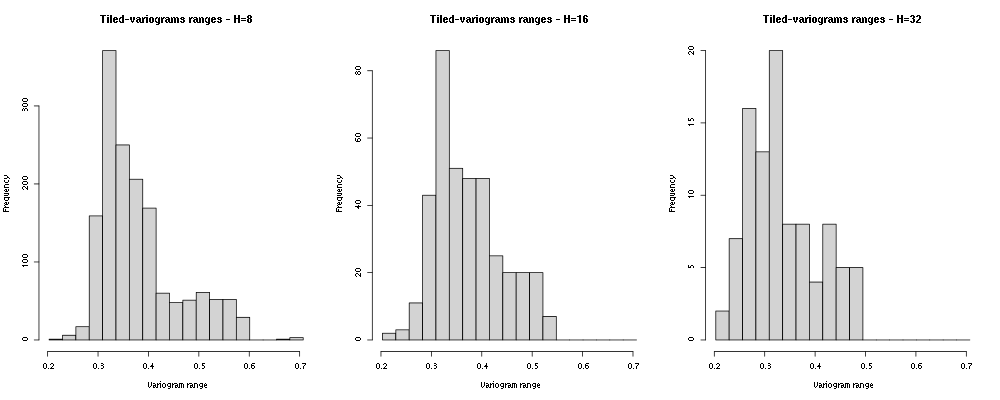 Tiled-variograms ranges - H=8
Frequency
0
100
200
300
0.2 0.3 0.4 0.5 0.6 0.7
Variogram range
Tiled-variograms ranges - H=16
Frequency
0
20
40
60
80
0.2 0.3 0.4 0.5 0.6 0.7
Variogram range
Tiled-variograms ranges - H=32
Frequency
0
5
10
15
20
0.2 0.3 0.4 0.5 0.6 0.7
Variogram range